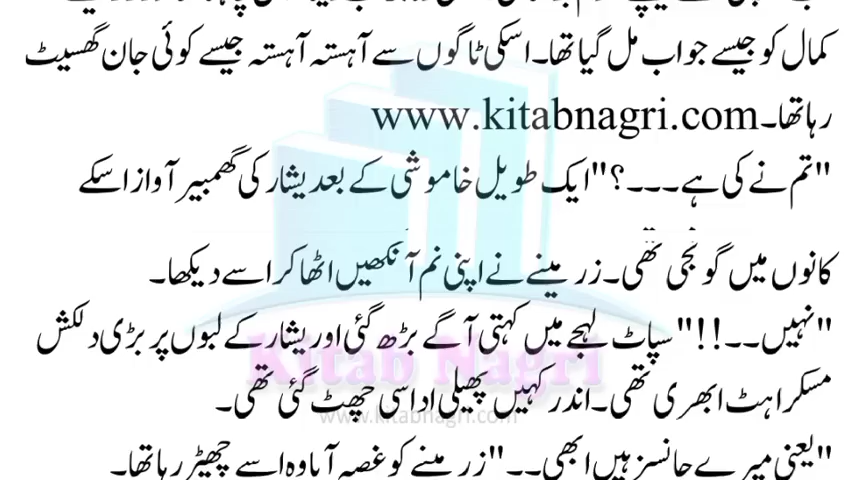 کمال کو جیسے جواب مل گیا تھا۔ اسکی ٹاگوں سے آہستہ آہستہ جیسے کوئی جان گھسیٹ
رہا تھا۔ www.kitabnagri.com
"تم نے کی ہے۔۔۔؟" ایک طویل خاموشی کے بعد یشار کی گھمبیر آواز اسکے
کانوں میں گونجی تھی۔ زرمینے نے اپنی نم آنکھیں اٹھا کر اسے دیکھا۔
"نہیں۔۔!!" سپاٹ لہجے میں کہتی آگے بڑھ گئی اور یشار کے لبوں پر بڑی دلکش
Kitab Nagri
مسکراہٹ ابھری تھی۔ اندر کہیں پھیلی اداسی چھٹ گئی تھی۔
www.kitabnagri.com
"یعنی میرے چانسز ہیں ابھی۔۔" زرمینے کو غصہ آیا وہ اسے چھیڑ رہا تھا۔